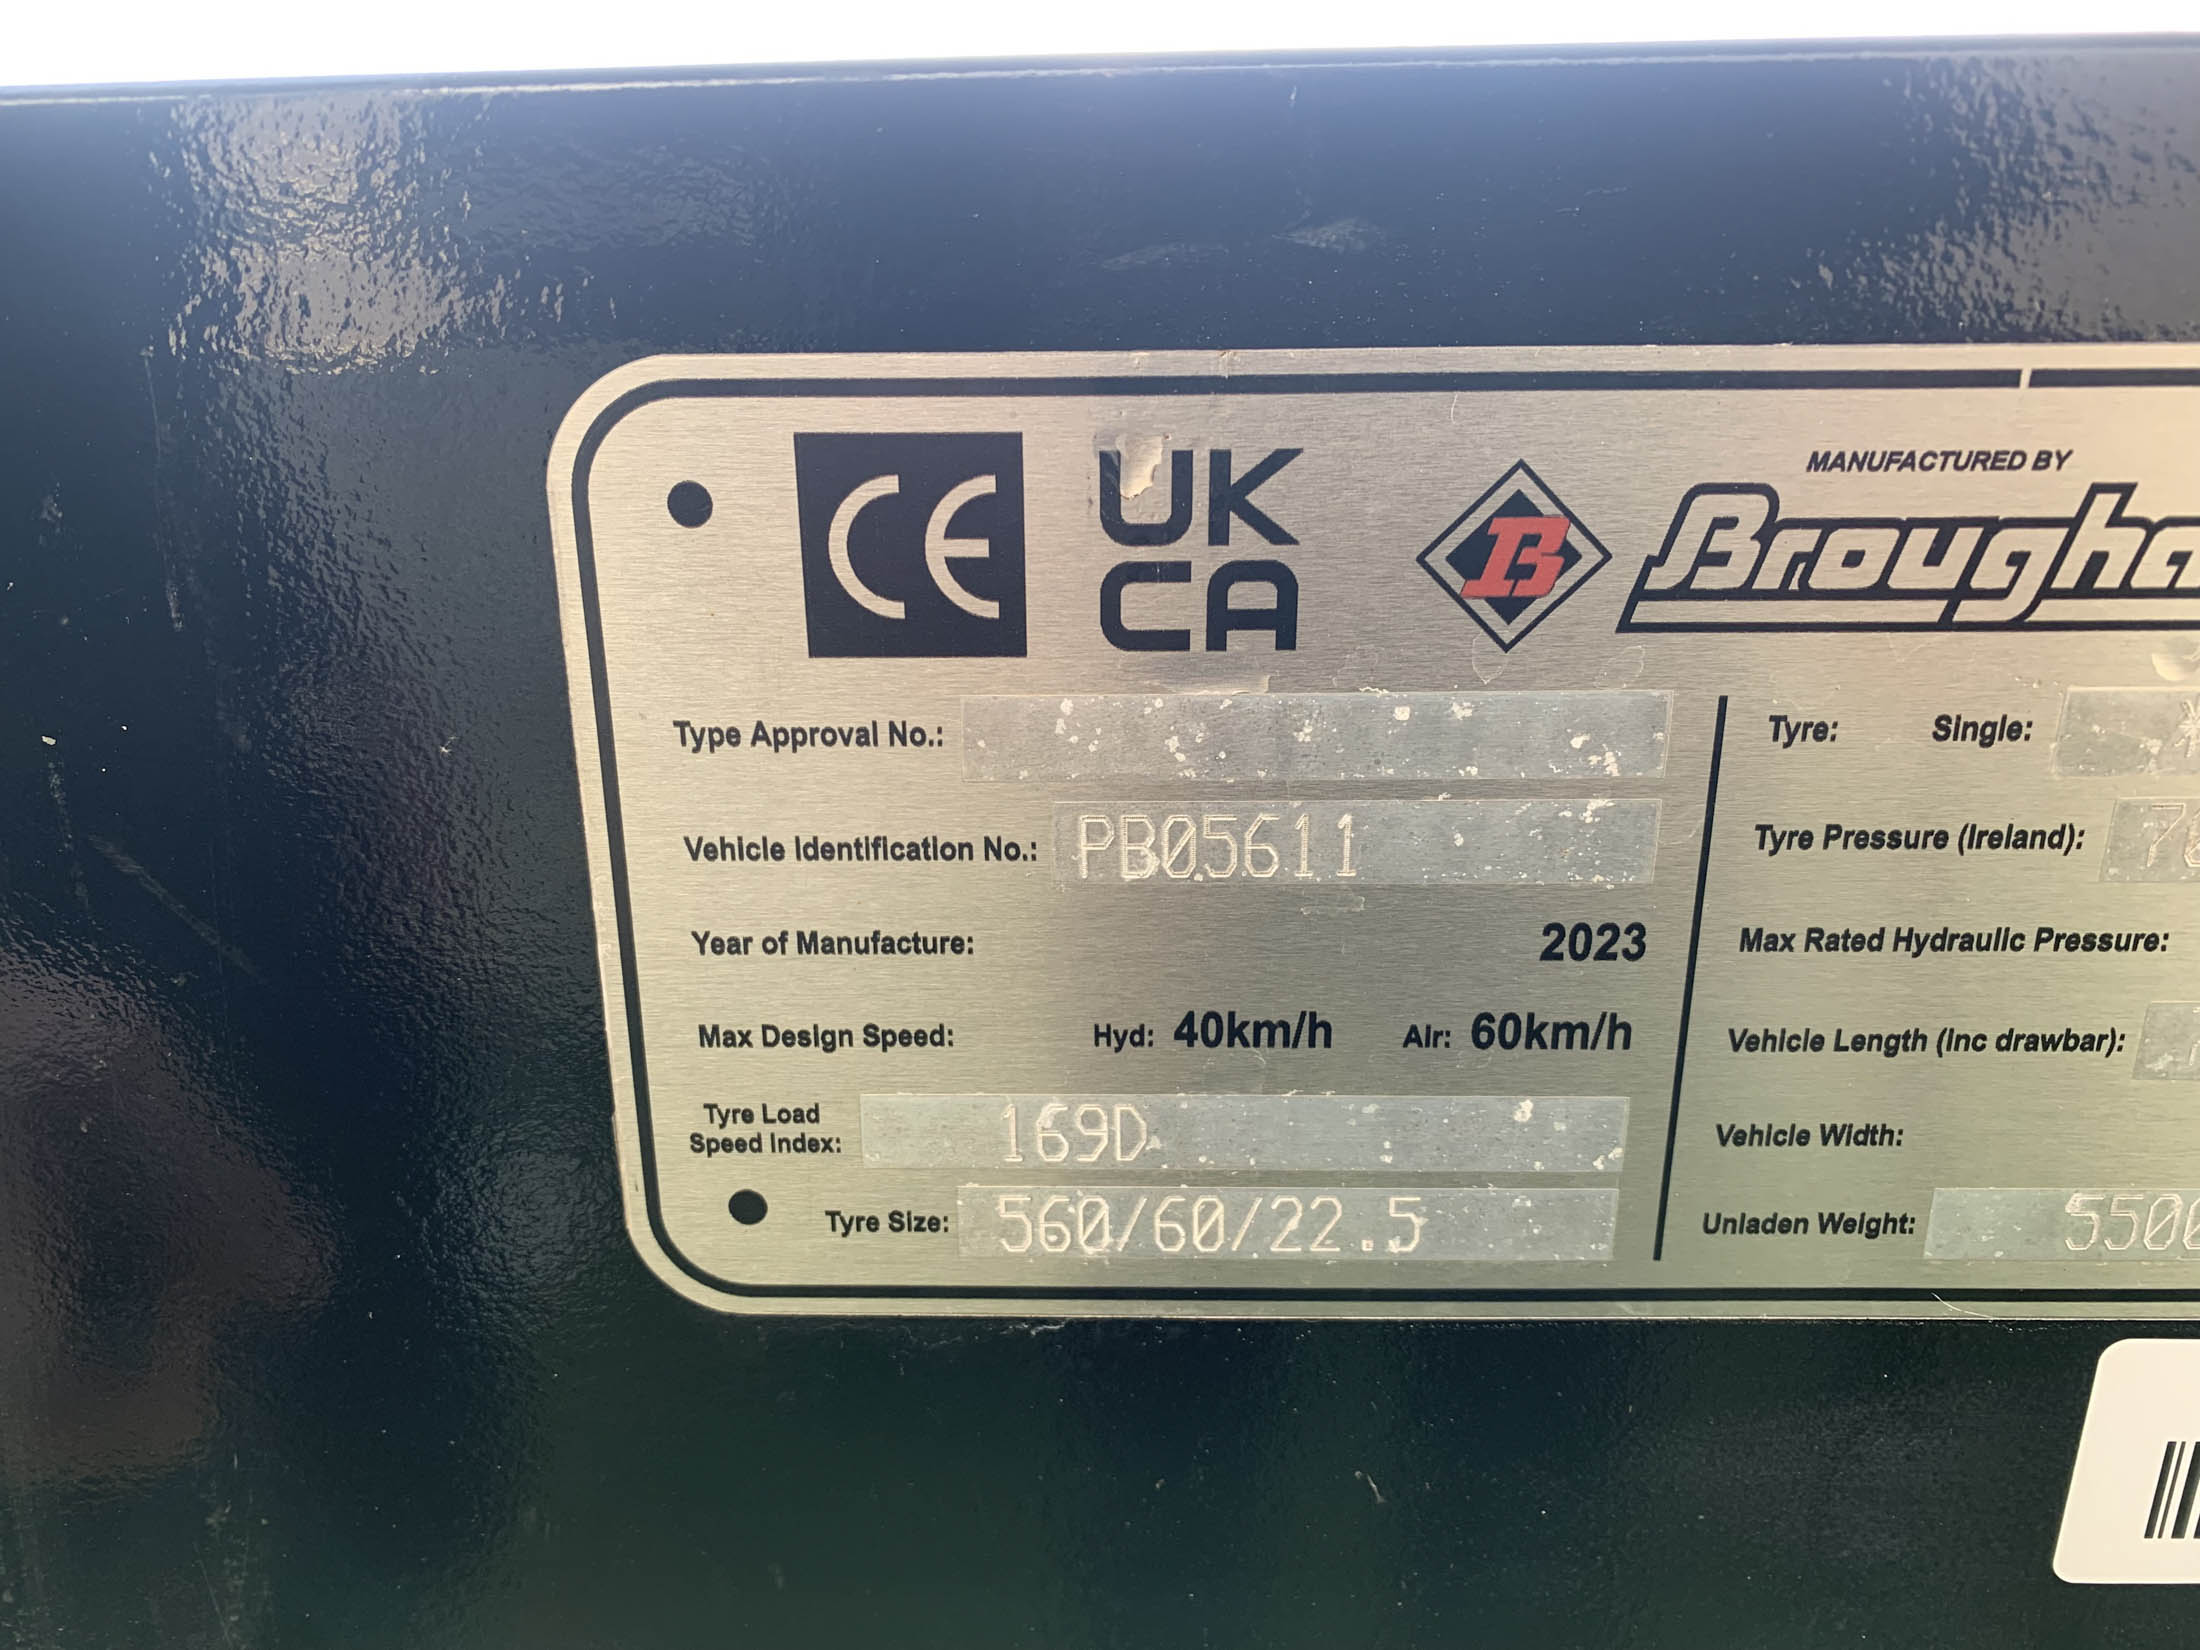 CE
UK
CA
B
MANUFACTURED BY
Type Approval No.:
Vehicle Identification No.: PB05611
Year of Manufacture: 2023
Max Design Speed: Hyd: 40km/h Air: 60km/h
Tyre Load
Speed Index: 169D
Tyre Size: 560/60/22.5
Tyre: Single:
Tyre Pressure (Ireland):
Max Rated Hydraulic Pressure:
Vehicle Length (inc drawbar):
Vehicle Width:
Unladen Weight: